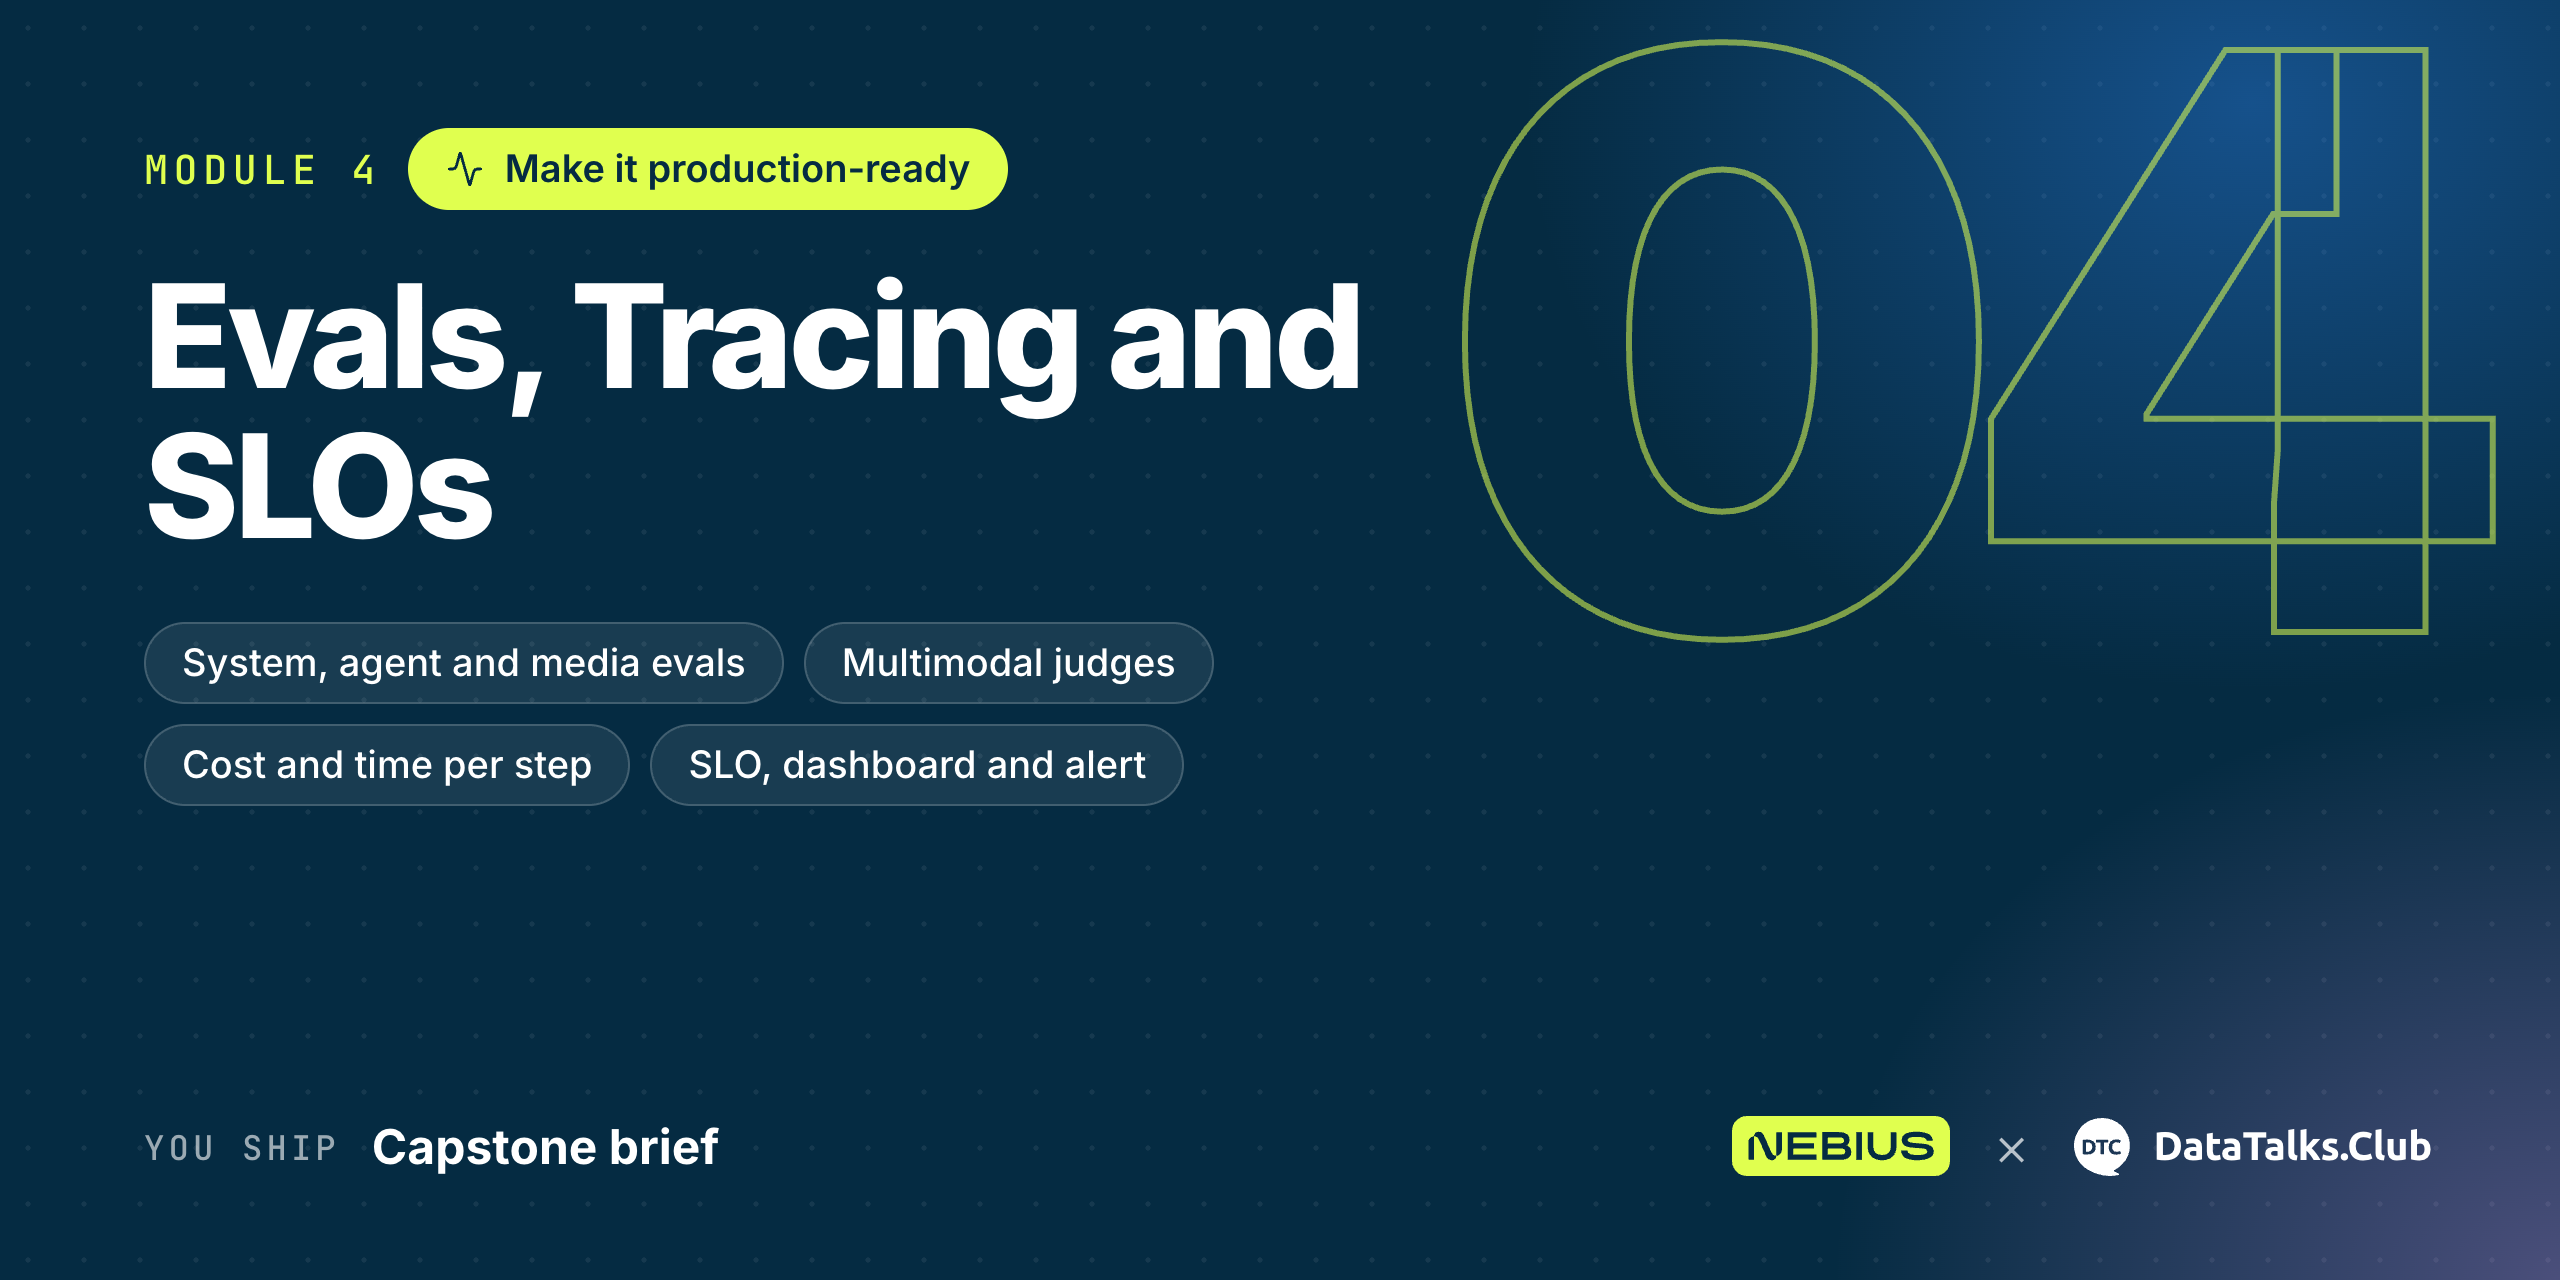 MODULE 4 Make it production-ready
04
Evals, Tracing and
SLOs
System, agent and media evals Multimodal judges
Cost and time per step SLO, dashboard and alert
YOU SHIP Capstone brief
NEBIUS × DTC DataTalks.Club